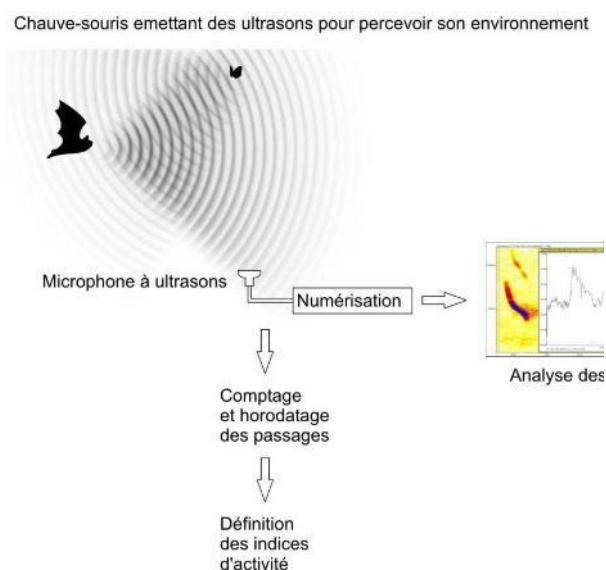 Chauve-souris emettant des ultrasons pour percevoir son environnement
Microphone à ultrasons
Numérisation
Analyse des
Comptage
et horodatage
des passages
Définition
des indices
d'activité